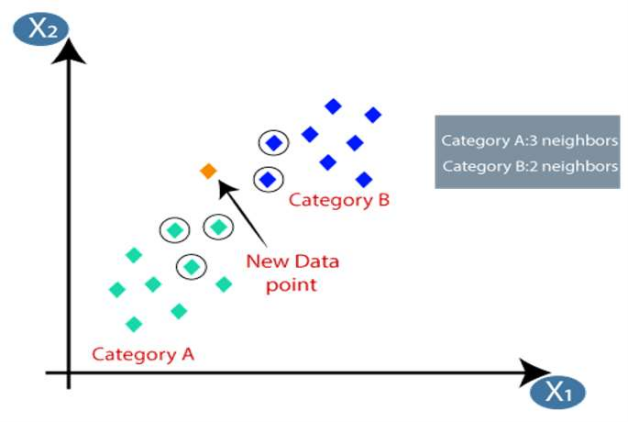 X2
Category A:3 neighbors
Category B:2 neighbors
Category B
New Data
point
Category A
X1